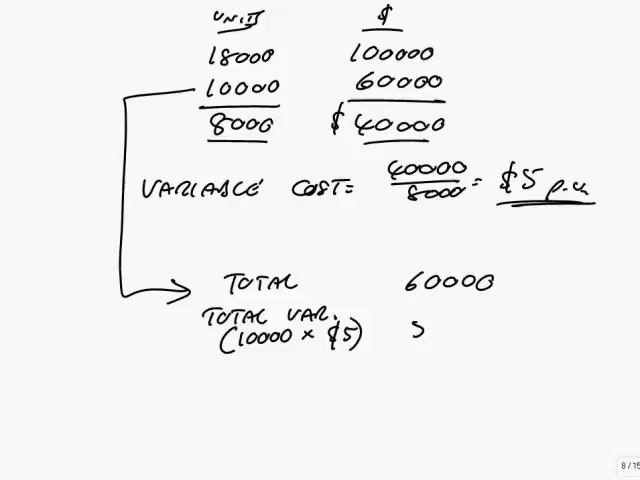 UNITS $
18000 100000
10000 60000
8000 $ 40000
VARIABLE COST = 40000/8000 = $5 p.u.
TOTAL 60000
TOTAL VAR.
(10000 × $5) 5
8 / 15